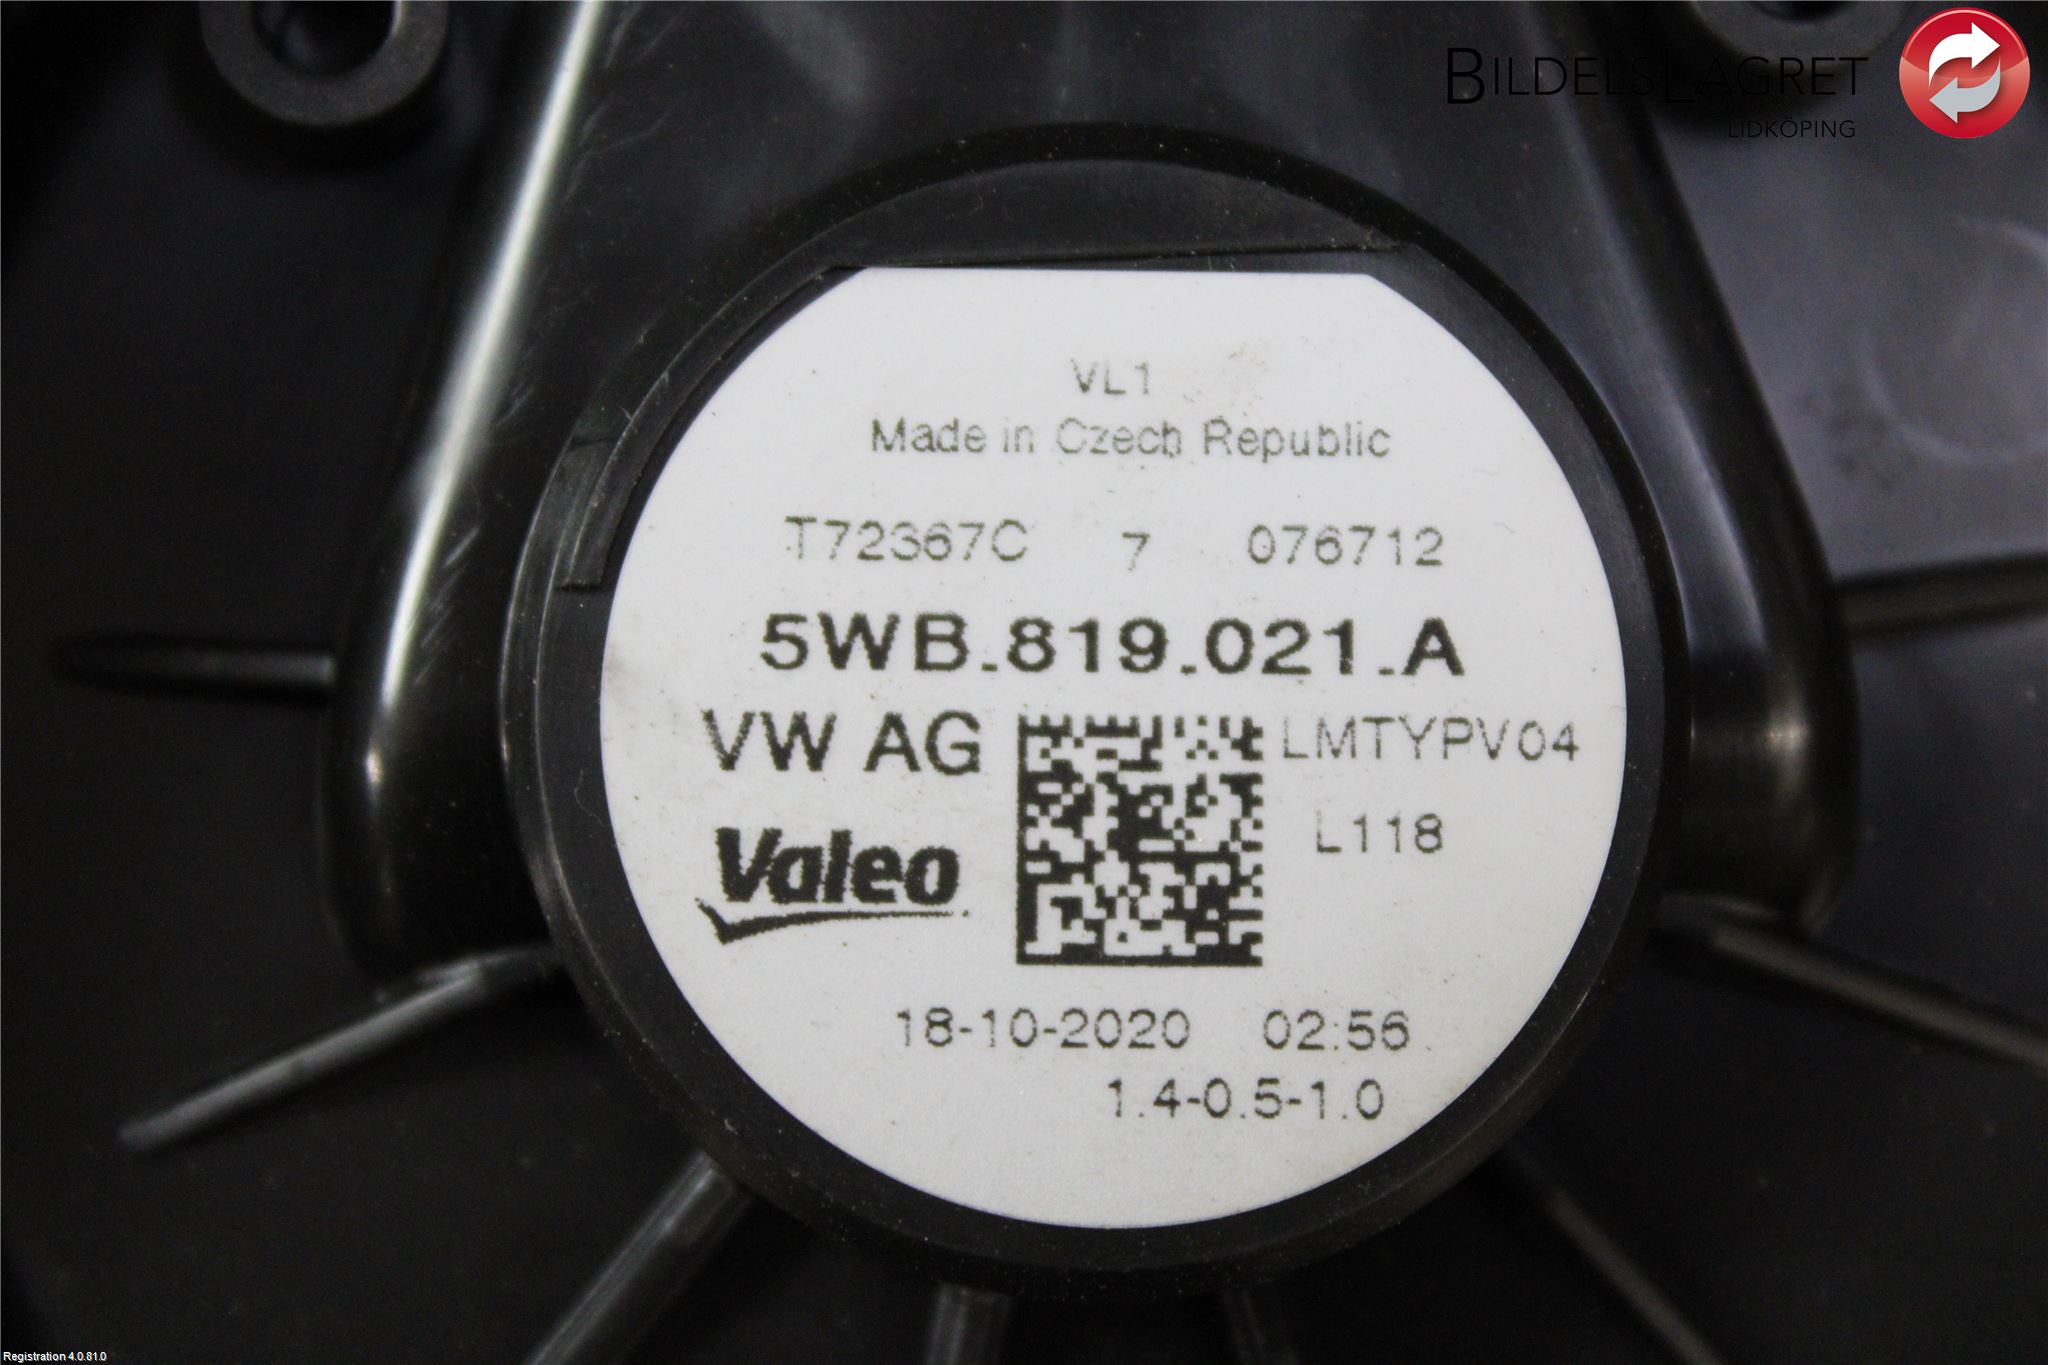 BILDELSLAGRET
LIDKÖPING
VL1
Made in Czech Republic
T72367C 7 076712
5WB.819.021.A
VW AG LMTYPV04
Valeo L118
18-10-2020 02:56
1.4-0.5-1.0
Registration 4.0.81.0